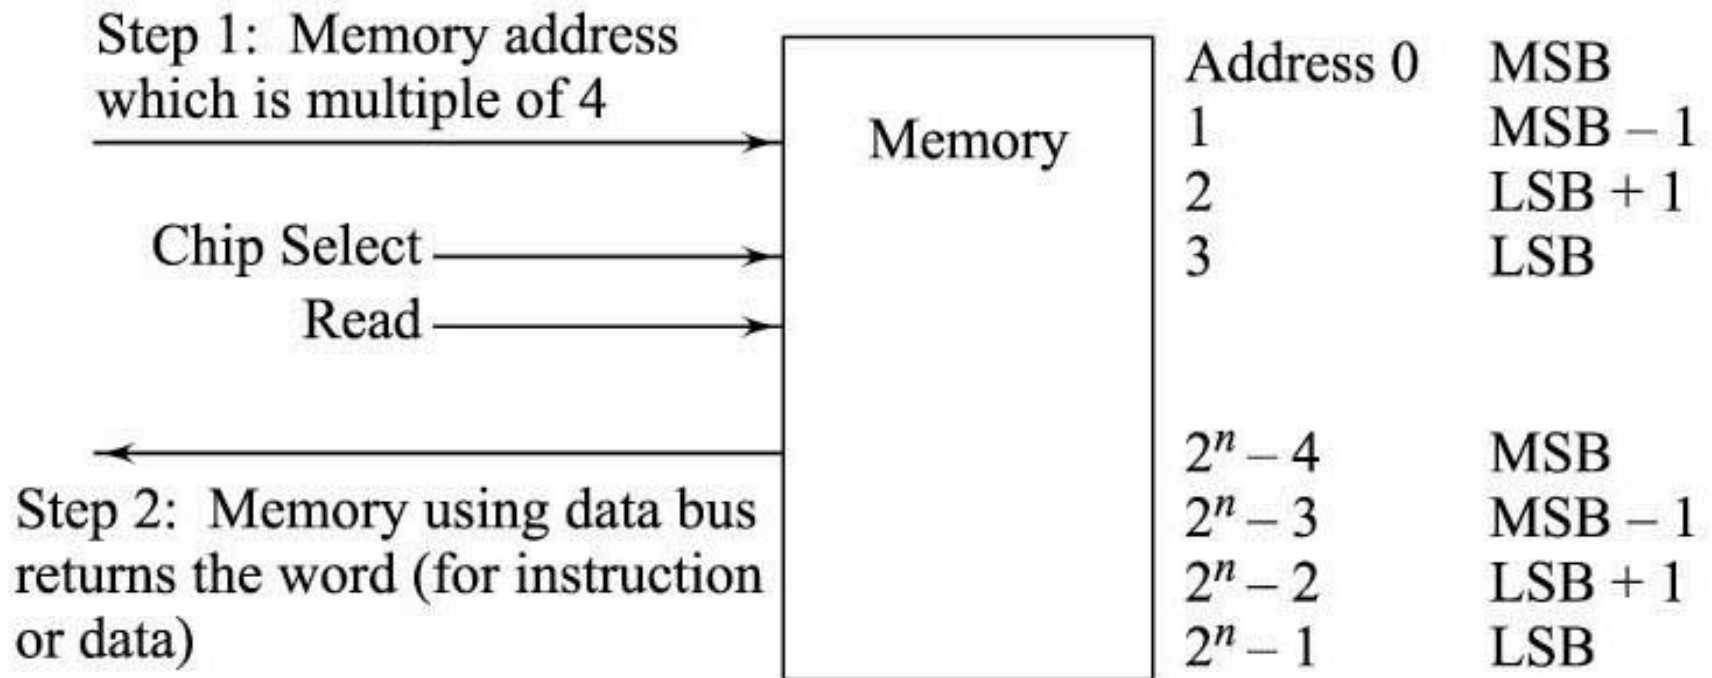 Step 1: Memory address
which is multiple of 4
Chip Select
Read
Step 2: Memory using data bus
returns the word (for instruction
or data)
Memory
Address 0 MSB
1 MSB – 1
2 LSB + 1
3 LSB
2ⁿ – 4 MSB
2ⁿ – 3 MSB – 1
2ⁿ – 2 LSB + 1
2ⁿ – 1 LSB